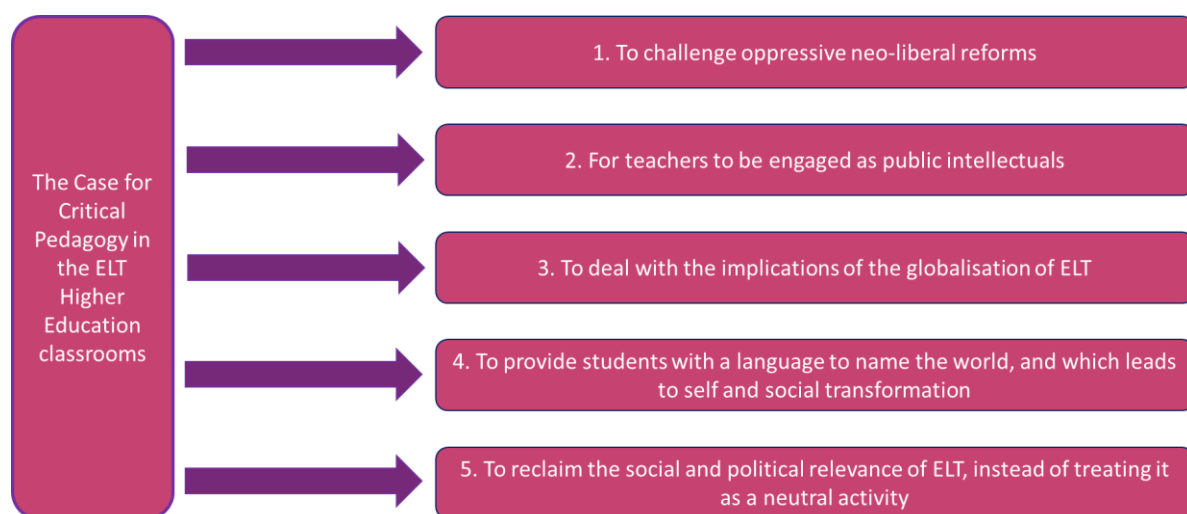 The Case for
Critical
Pedagogy in
the ELT
Higher
Education
classrooms
1. To challenge oppressive neo-liberal reforms
2. For teachers to be engaged as public intellectuals
3. To deal with the implications of the globalisation of ELT
4. To provide students with a language to name the world, and which leads
to self and social transformation
5. To reclaim the social and political relevance of ELT, instead of treating it
as a neutral activity